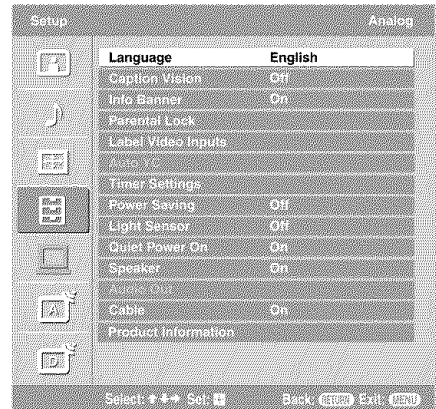 Setup Analog
Language English
Caption Vision Off
Info Banner On
Parental Lock
Label Video Inputs
Auto YC
Timer Settings
Power Saving Off
Light Sensor Off
Quiet Power On On
Speaker On
Audio Out
Cable On
Product Information
A
D
Select: ↑↓→ Set: Back: RETURN Exit: MENU